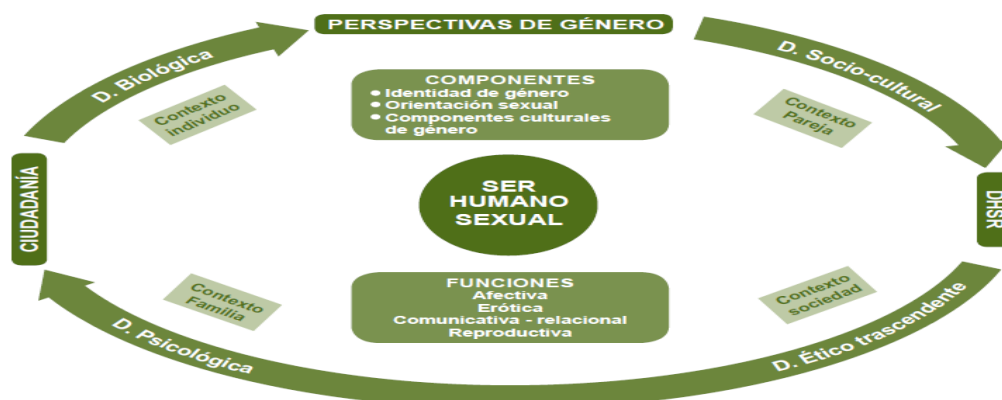 PERSPECTIVAS DE GÉNERO
D. Biológica
D. Socio-cultural
Contexto
individuo
COMPONENTES
● Identidad de género
● Orientación sexual
● Componentes culturales
de género
Contexto
Pareja
CIUDADANÍA
SER
HUMANO
SEXUAL
DHSR
Contexto
Familia
FUNCIONES
Afectiva
Erótica
Comunicativa - relacional
Reproductiva
Contexto
sociedad
D. Psicológica
D. Ético trascendente